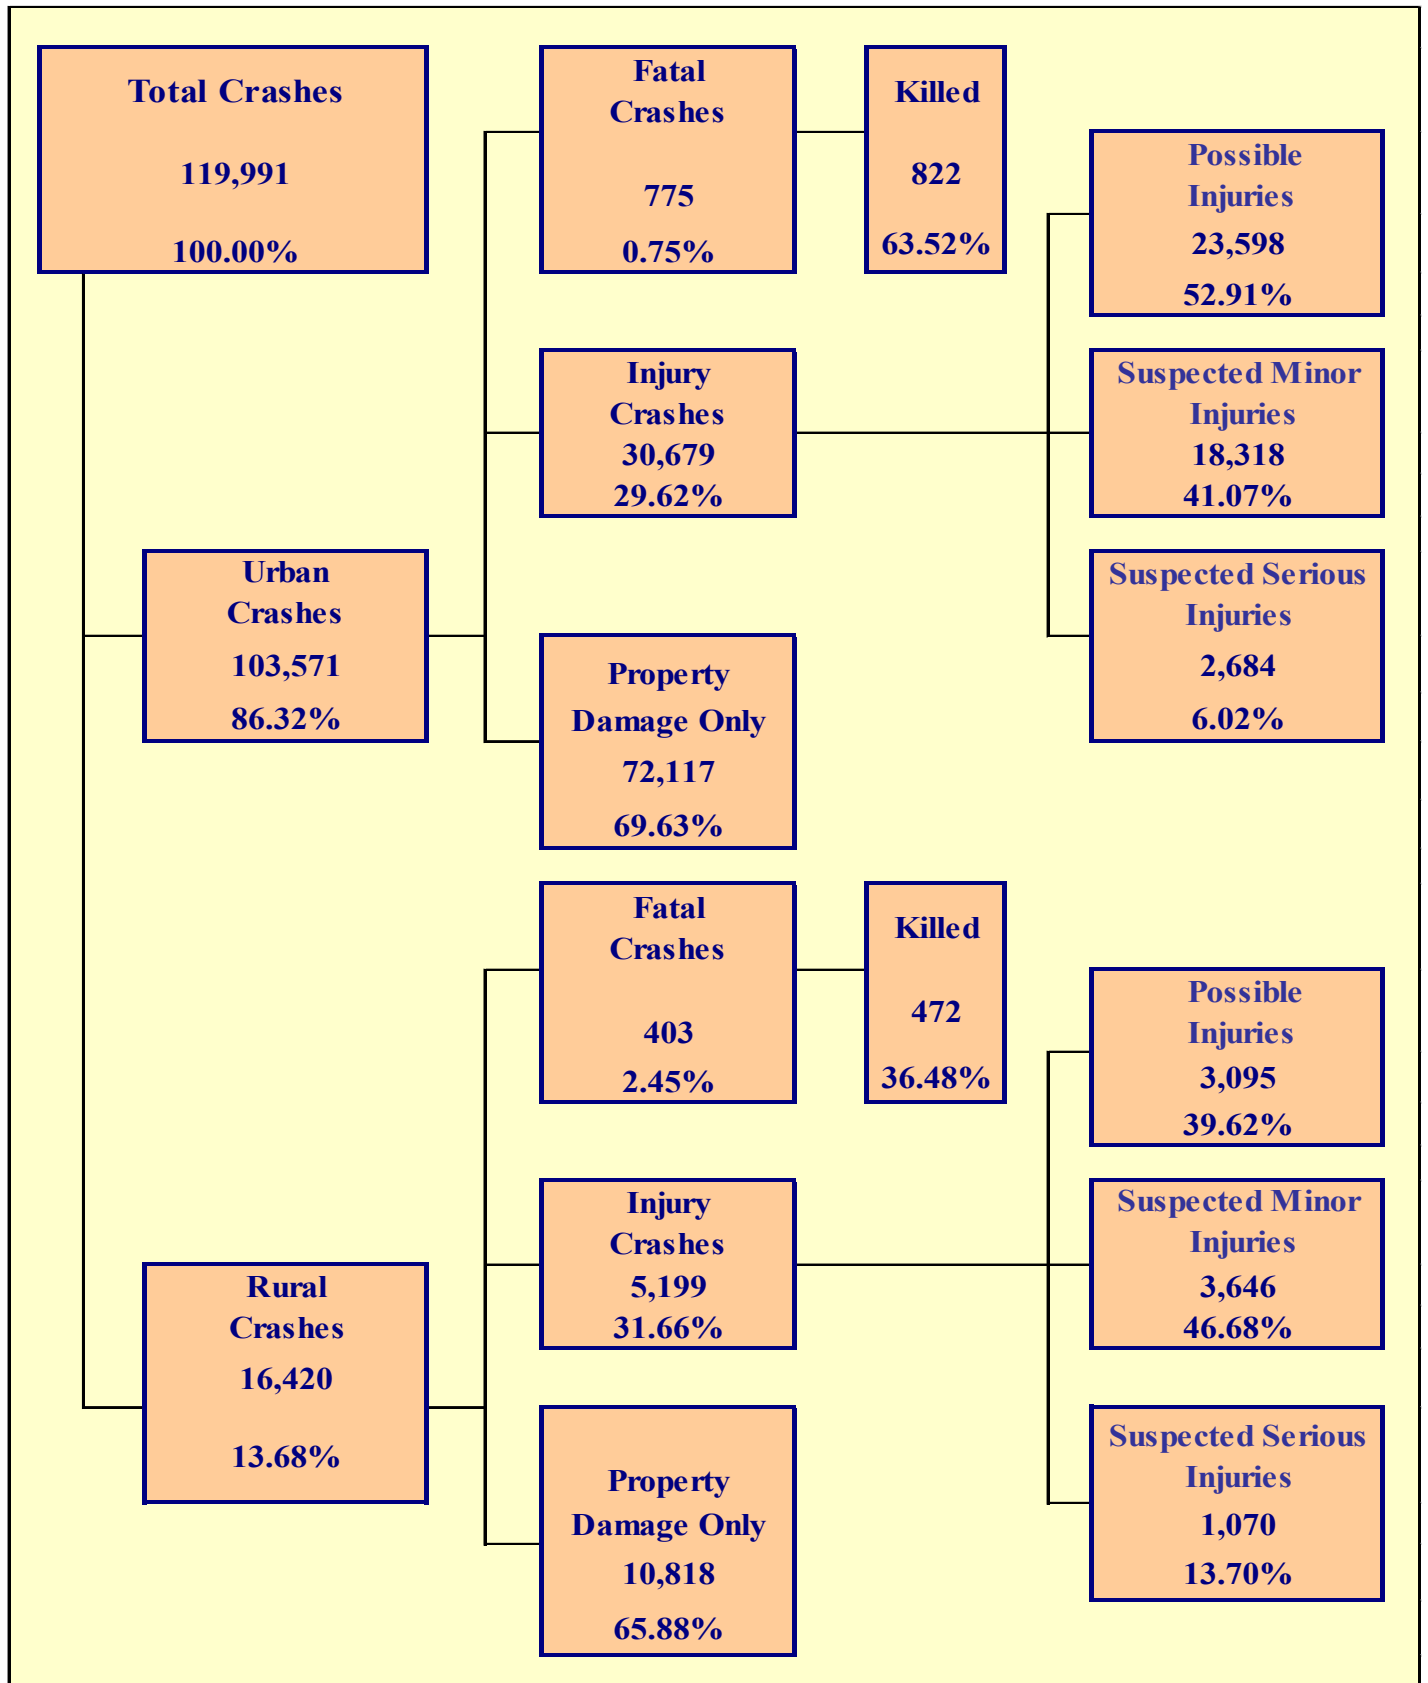 Total Crashes
119,991
100.00%
Fatal
Crashes
775
0.75%
Killed
822
63.52%
Possible
Injuries
23,598
52.91%
Injury
Crashes
30,679
29.62%
Suspected Minor
Injuries
18,318
41.07%
Urban
Crashes
103,571
86.32%
Suspected Serious
Injuries
2,684
6.02%
Property
Damage Only
72,117
69.63%
Fatal
Crashes
403
2.45%
Killed
472
36.48%
Possible
Injuries
3,095
39.62%
Injury
Crashes
5,199
31.66%
Suspected Minor
Injuries
3,646
46.68%
Rural
Crashes
16,420
13.68%
Property
Damage Only
10,818
65.88%
Suspected Serious
Injuries
1,070
13.70%